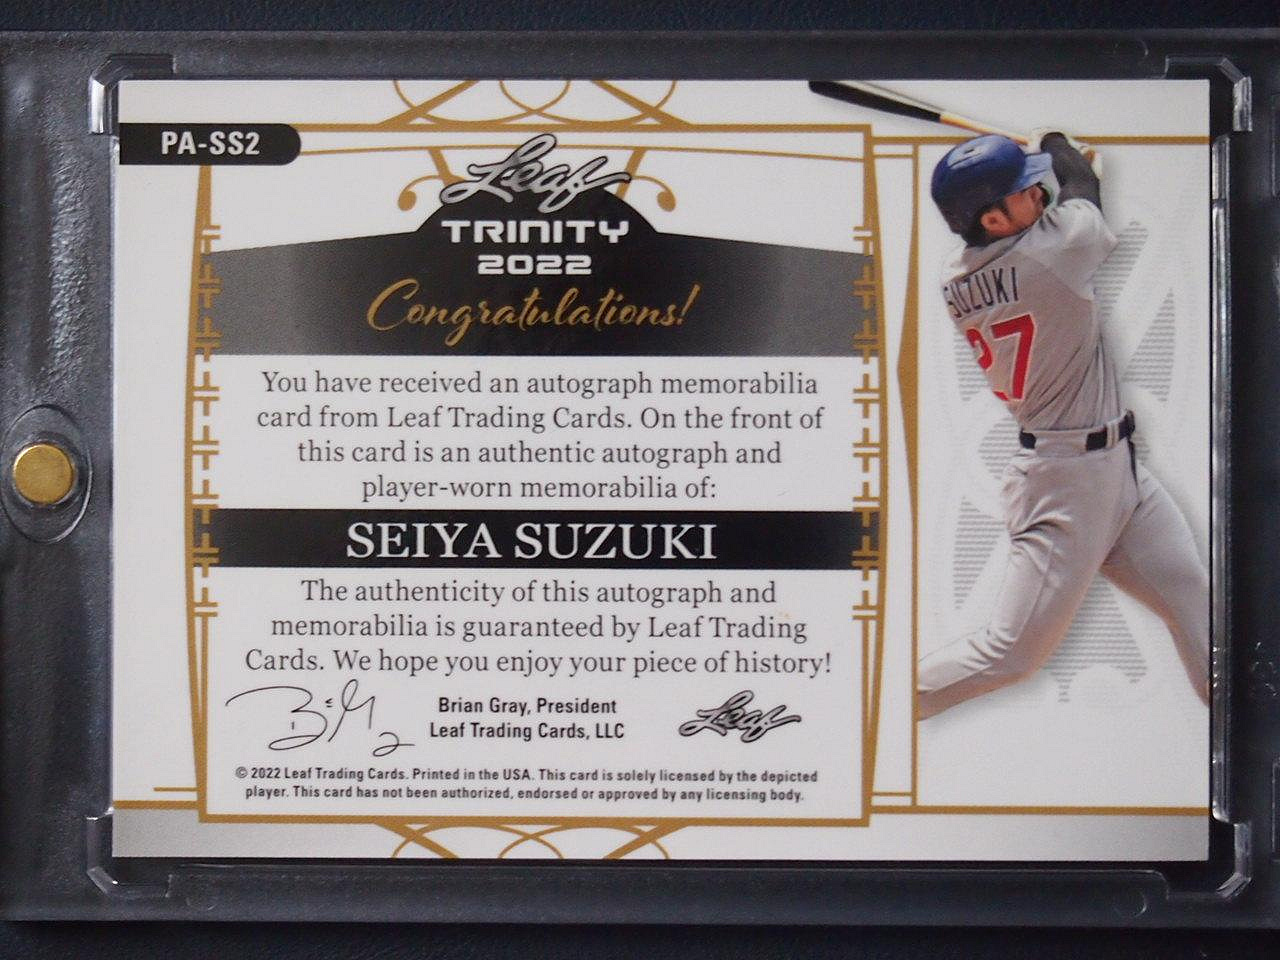 PA-SS2
Leaf
TRINITY
2022
Congratulations!
You have received an autograph memorabilia
card from Leaf Trading Cards. On the front of
this card is an authentic autograph and
player-worn memorabilia of:
SEIYA SUZUKI
The authenticity of this autograph and
memorabilia is guaranteed by Leaf Trading
Cards. We hope you enjoy your piece of history!
Brian Gray, President
Leaf Trading Cards, LLC
Leaf
© 2022 Leaf Trading Cards. Printed in the USA. This card is solely licensed by the depicted
player. This card has not been authorized, endorsed or approved by any licensing body.
SUZUKI
27